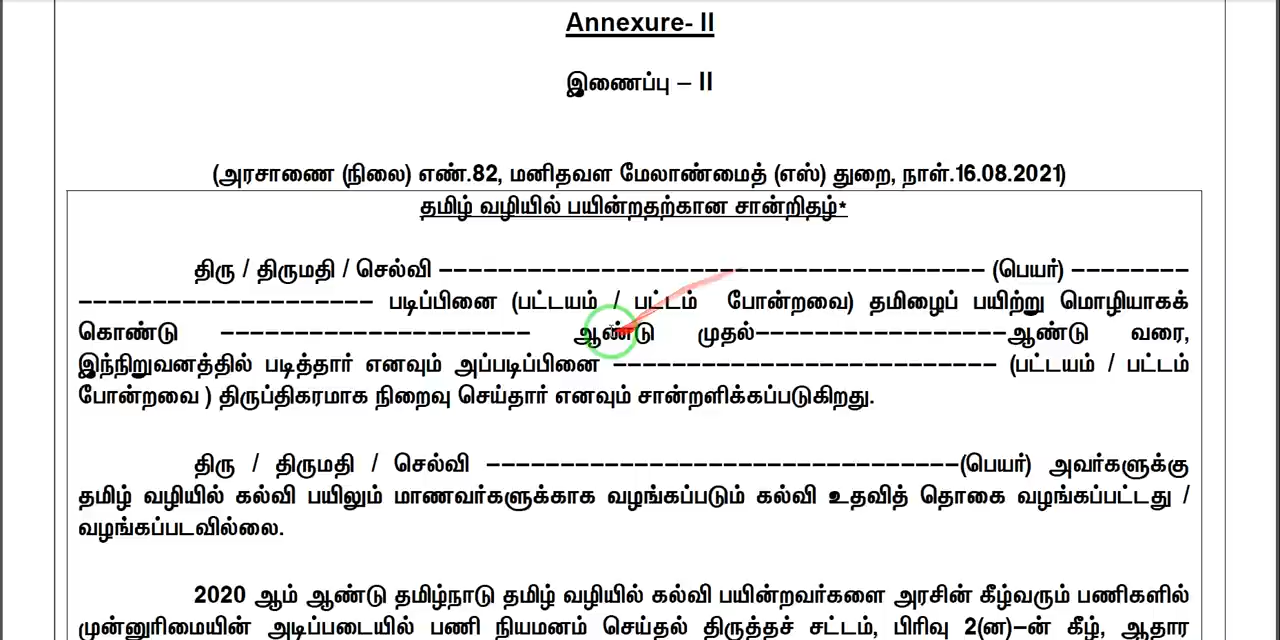 Annexure- II
இணைப்பு – II
(அரசாணை (நிலை) எண்.82, மனிதவள மேலாண்மைத் (எஸ்) துறை, நாள்.16.08.2021)
தமிழ் வழியில் பயின்றதற்கான சான்றிதழ்*
திரு / திருமதி / செல்வி ------------------------------------- (பெயர்) --------
-------------------- படிப்பினை (பட்டயம் / பட்டம் போன்றவை) தமிழைப் பயிற்று மொழியாகக்
கொண்டு --------------------- ஆண்டு முதல்-----------------ஆண்டு வரை,
இந்நிறுவனத்தில் படித்தார் எனவும் அப்படிப்பினை -------------------------- (பட்டயம் / பட்டம்
போன்றவை ) திருப்திகரமாக நிறைவு செய்தார் எனவும் சான்றளிக்கப்படுகிறது.
திரு / திருமதி / செல்வி --------------------------------(பெயர்) அவர்களுக்கு
தமிழ் வழியில் கல்வி பயிலும் மாணவர்களுக்காக வழங்கப்படும் கல்வி உதவித் தொகை வழங்கப்பட்டது /
வழங்கப்படவில்லை.
2020 ஆம் ஆண்டு தமிழ்நாடு தமிழ் வழியில் கல்வி பயின்றவர்களை அரசின் கீழ்வரும் பணிகளில்
முன்னுரிமையின் அடிப்படையில் பணி நியமனம் செய்தல் திருத்தச் சட்டம், பிரிவு 2(ன)-ன் கீழ், ஆதார